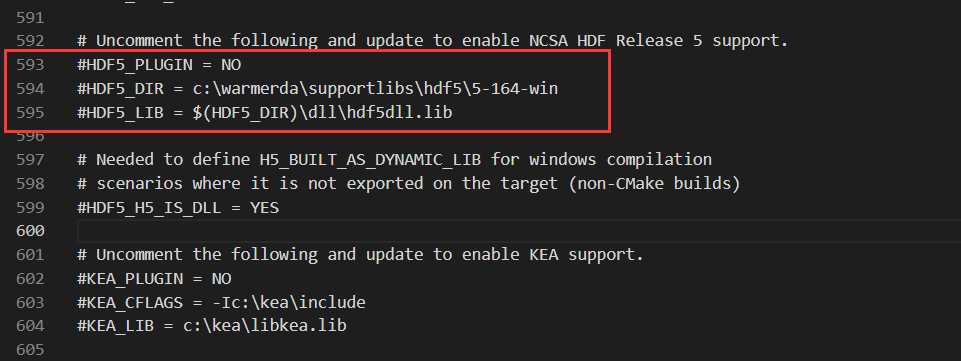 591
592 # Uncomment the following and update to enable NCSA HDF Release 5 support.
593 #HDF5_PLUGIN = NO
594 #HDF5_DIR = c:\warmerda\supportlibs\hdf5\5-164-win
595 #HDF5_LIB = $(HDF5_DIR)\dll\hdf5dll.lib
596
597 # Needed to define H5_BUILT_AS_DYNAMIC_LIB for windows compilation
598 # scenarios where it is not exported on the target (non-CMake builds)
599 #HDF5_H5_IS_DLL = YES
600
601 # Uncomment the following and update to enable KEA support.
602 #KEA_PLUGIN = NO
603 #KEA_CFLAGS = -Ic:\kea\include
604 #KEA_LIB = c:\kea\libkea.lib
605